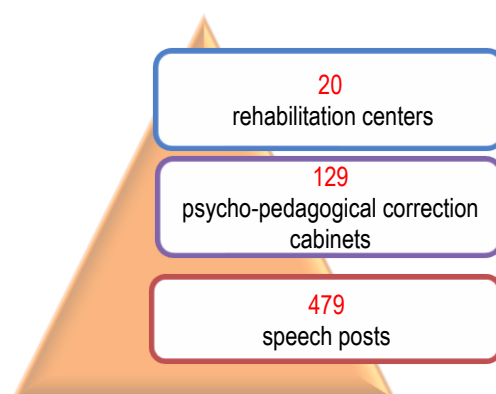 20
rehabilitation centers
129
psycho-pedagogical correction
cabinets
479
speech posts